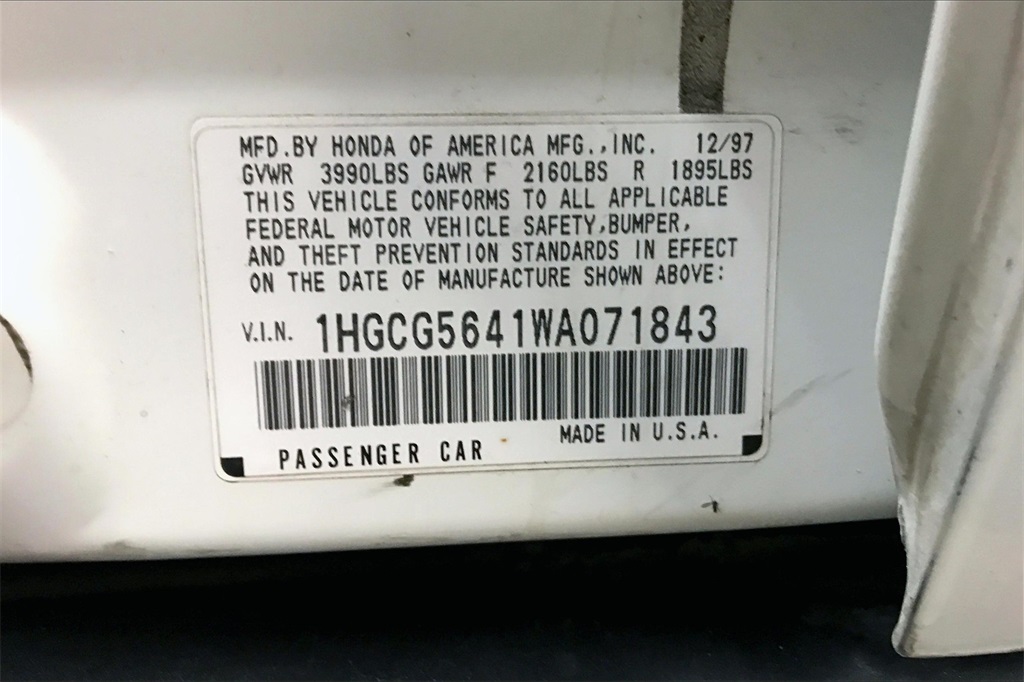 MFD.BY HONDA OF AMERICA MFG.,INC. 12/97
GVWR 3990LBS GAWR F 2160LBS R 1895LBS
THIS VEHICLE CONFORMS TO ALL APPLICABLE
FEDERAL MOTOR VEHICLE SAFETY,BUMPER,
AND THEFT PREVENTION STANDARDS IN EFFECT
ON THE DATE OF MANUFACTURE SHOWN ABOVE:
V.I.N. 1HGCG5641WA071843
PASSENGER CAR MADE IN U.S.A.